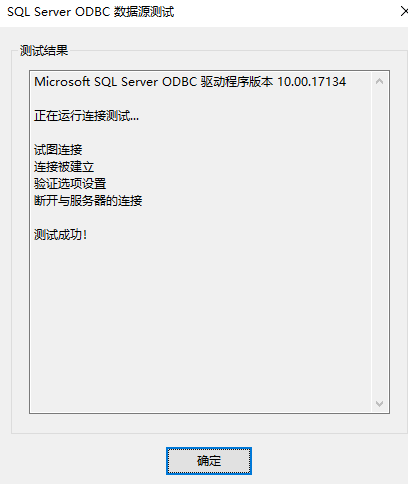 SQL Server ODBC 数据源测试
测试结果
Microsoft SQL Server ODBC 驱动程序版本 10.00.17134
正在运行连接测试...
试图连接
连接被建立
验证选项设置
断开与服务器的连接
测试成功!
确定